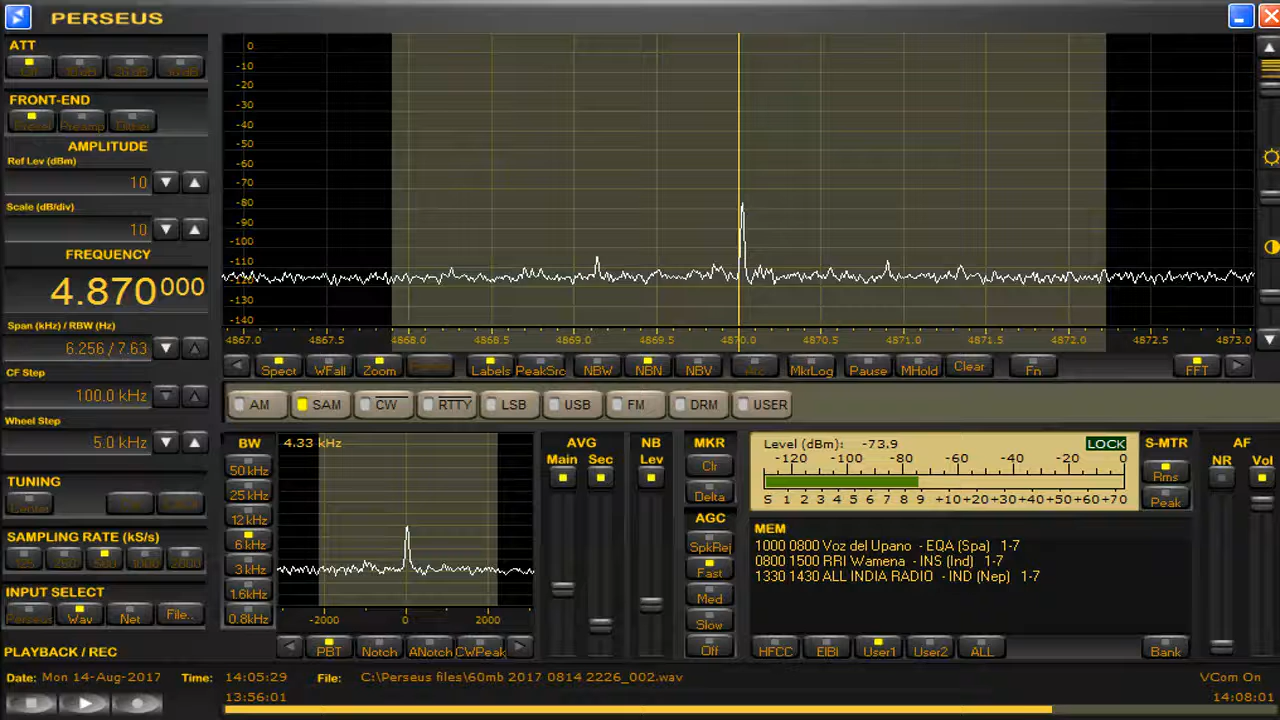 PERSEUS
ATT
FRONT-END
Preamp
Dither
AMPLITUDE
Ref Lev (dBm)
10
Scale (dB/div)
10
FREQUENCY
4.870000
Span (kHz) / RBW (Hz)
6.256 / 7.63
CF Step
100.0 kHz
Wheel Step
5.0 kHz
TUNING
Center
SAMPLING RATE (kS/s)
125 250 500 1000 2000
INPUT SELECT
Perseus Wav Net File..
PLAYBACK / REC
0
-10
-20
-30
-40
-50
-60
-70
-80
-90
-100
-110
-120
-130
-140
4867.0 4867.5 4868.0 4868.5 4869.0 4869.5 4870.0 4870.5 4871.0 4871.5 4872.0 4872.5 4873.0
Spect WFall Zoom Labels PeakSrc NBW NBN NBV MkrLog Pause MHold Clear Fn FFT
AM SAM CW RTTY LSB USB FM DRM USER
BW
50 kHz
25 kHz
12 kHz
6 kHz
3 kHz
1.6kHz
0.8kHz
4.33 kHz
-2000 0 2000
PBT Notch ANotch CWPeak
AVG
Main Sec
NB
Lev
MKR
Clr
Delta
AGC
SpkRej
Fast
Med
Slow
Off
Level (dBm): -73.9 LOCK
-120 -100 -80 -60 -40 -20 0
S 1 2 3 4 5 6 7 8 9 +10 +20 +30 +40 +50 +60 +70
S-MTR
Rms
Peak
AF
NR Vol
MEM
1000 0800 Voz del Upano - EQA (Spa) 1-7
0800 1500 RRI Wamena - INS (Ind) 1-7
1330 1430 ALL INDIA RADIO - IND (Nep) 1-7
HFCC EIBI User1 User2 ALL Bank
Date: Mon 14-Aug-2017 Time: 14:05:29 File: C:\Perseus files\60mb 2017 0814 2226_002.wav VCom On
13:56:01 14:08:01